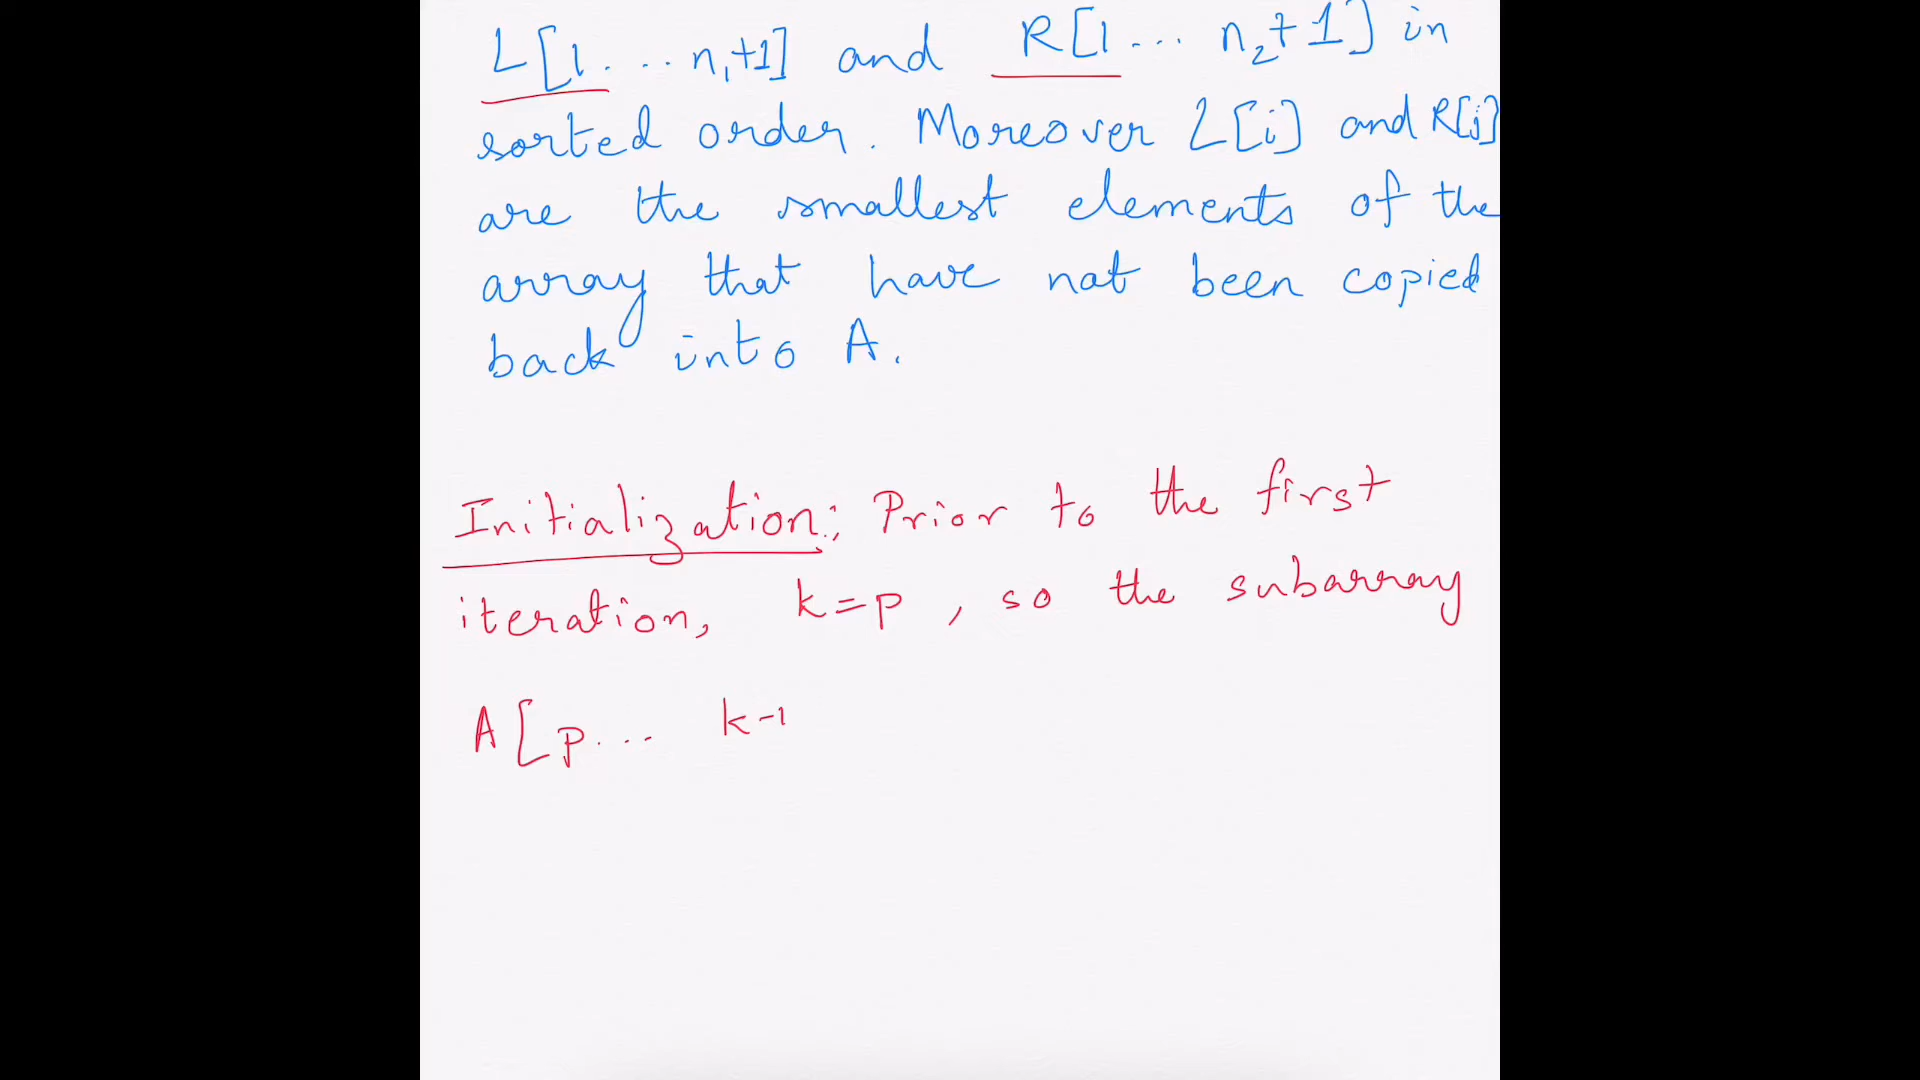 L[1... n₁+1] and R[1... n₂+1] in
sorted order. Moreover L[i] and R[j]
are the smallest elements of the
array that have not been copied
back into A.
Initialization: Prior to the first
iteration, k=p, so the subarray
A[p... k-1